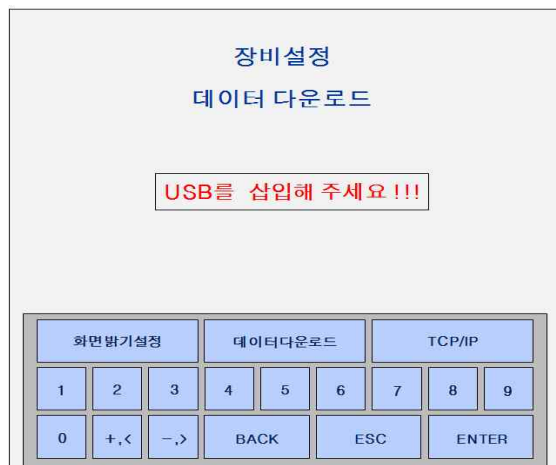 장비설정
데이터 다운로드
USB를 삽입해 주세요 !!!
화면밝기설정 데이터다운로드 TCP/IP
1 2 3 4 5 6 7 8 9
0 +,< −,> BACK ESC ENTER